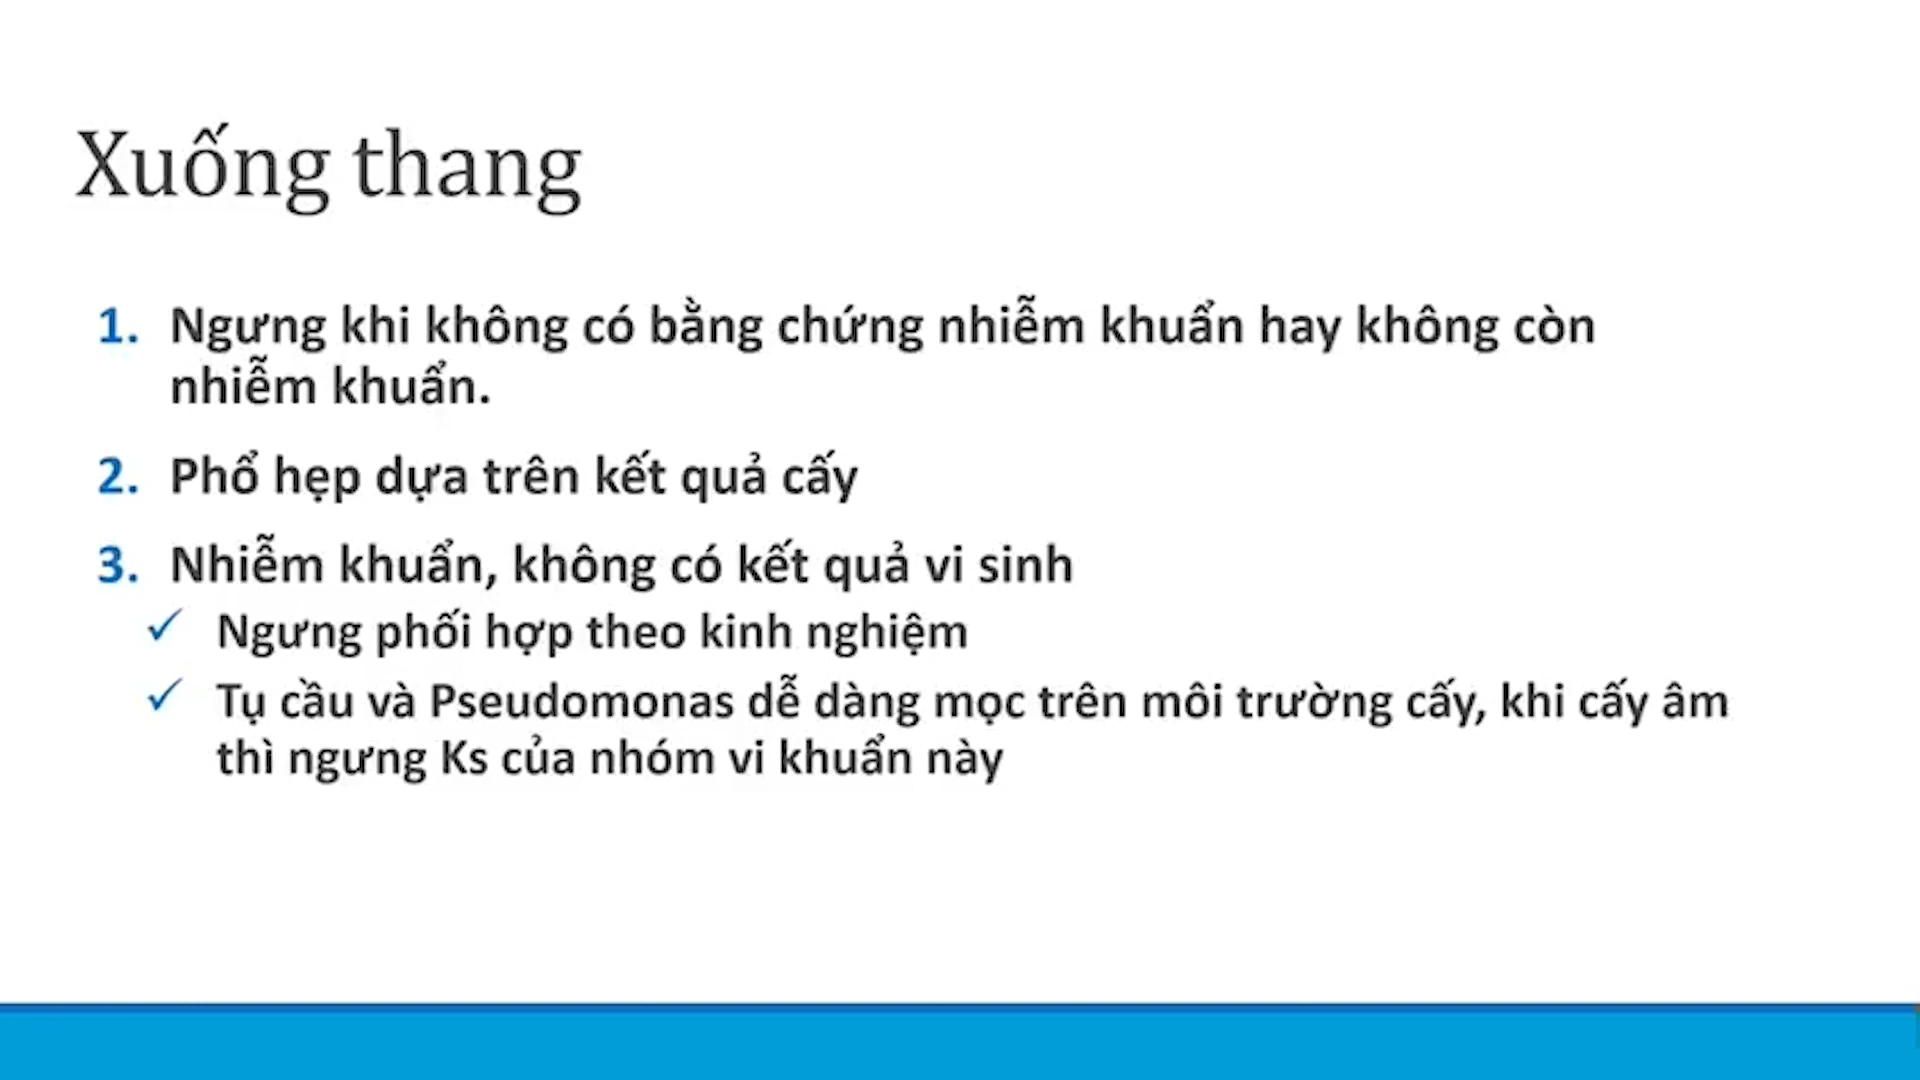 Xuống thang
1. Ngưng khi không có bằng chứng nhiễm khuẩn hay không còn
nhiễm khuẩn.
2. Phổ hẹp dựa trên kết quả cấy
3. Nhiễm khuẩn, không có kết quả vi sinh
✓ Ngưng phối hợp theo kinh nghiệm
✓ Tụ cầu và Pseudomonas dễ dàng mọc trên môi trường cấy, khi cấy âm
thì ngưng Ks của nhóm vi khuẩn này